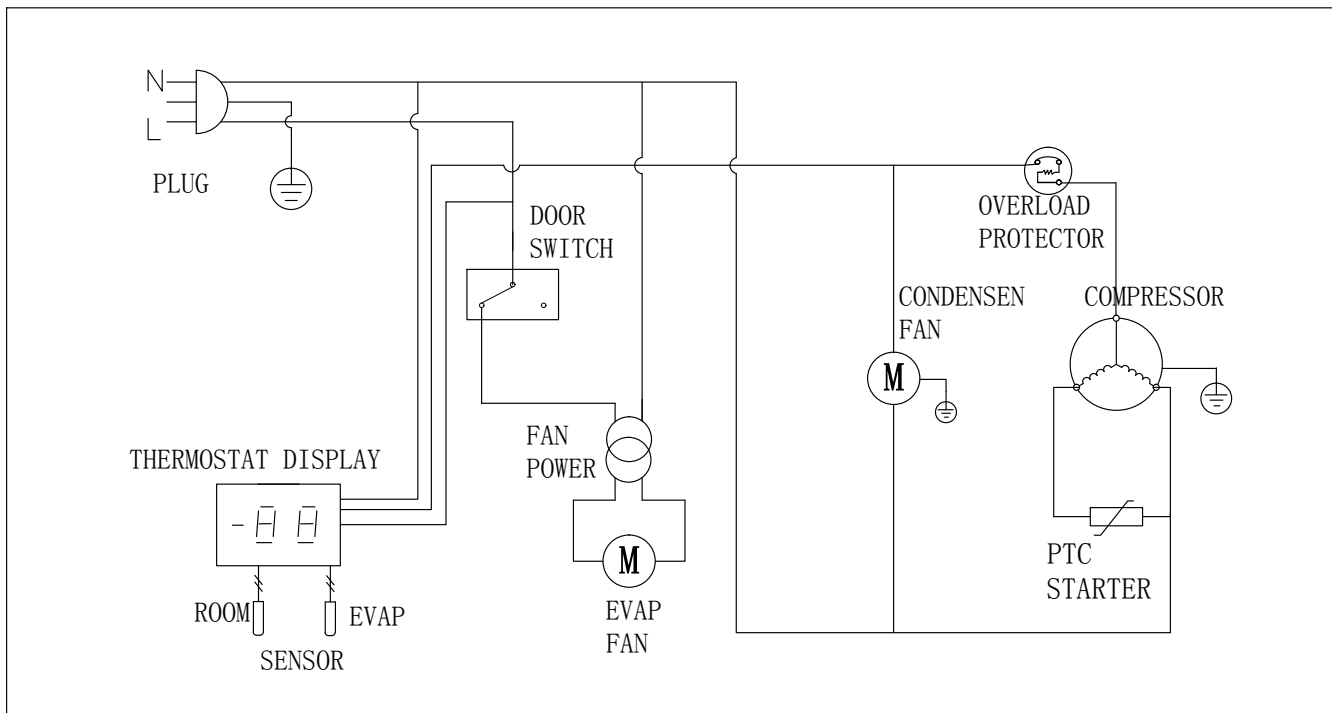 N
L
PLUG
DOOR
SWITCH
OVERLOAD
PROTECTOR
CONDENSEN
FAN
COMPRESSOR
M
FAN
POWER
THERMOSTAT DISPLAY
-88
M
PTC
STARTER
ROOM
EVAP
SENSOR
EVAP
FAN